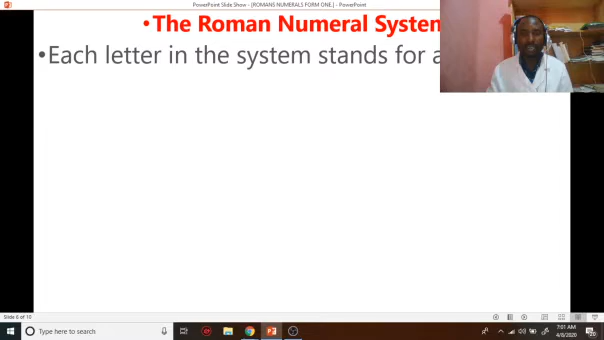 PowerPoint Slide Show - [ROMANS NUMERALS FORM ONE.] - PowerPoint
•The Roman Numeral System
•Each letter in the system stands for a
Slide 6 of 10
Type here to search
7:01 AM
4/8/2020
20